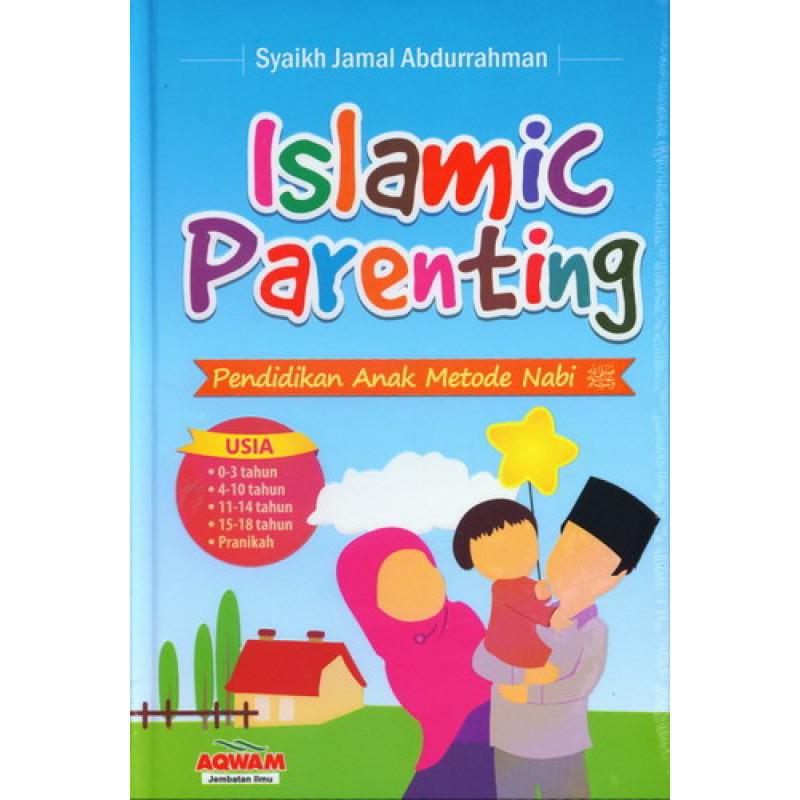 Syaikh Jamal Abdurrahman
Islamic
Parenting
Pendidikan Anak Metode Nabi ﷺ
USIA
• 0-3 tahun
• 4-10 tahun
• 11-14 tahun
• 15-18 tahun
• Pranikah
AQWAM
Jembatan Ilmu